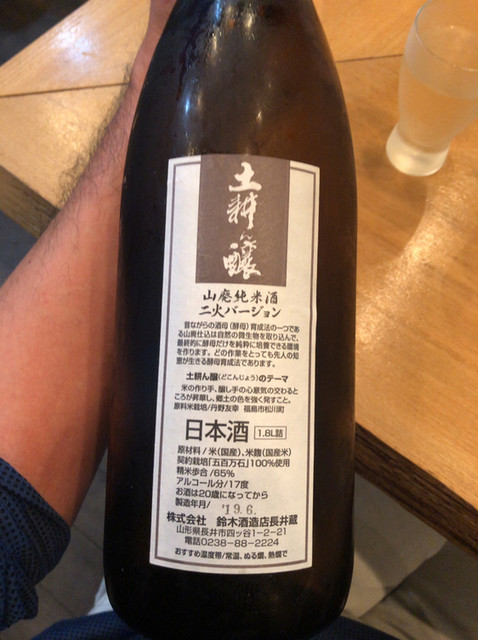 土耕ん醸
山廃純米酒
二火バージョン
昔ながらの酒母(酵母)育成法の一つであ
る山廃仕込は自然の微生物を取り込んで、
最終的に酵母だけを純粋に培養できる環境
を作ります。どの作業をとっても先人の知
恵が生きる酵母育成法であります。
土耕ん醸(どこんじょう)のテーマ
米の作り手、醸し手の心意気の交わると
ころが昇華し、郷土の色を強く発すこと。
原料米栽培/丹野友幸 福島市松川町
日本酒 1.8L詰
原材料/米(国産)、米麹(国産米)
契約栽培「五百万石」100%使用
精米歩合/65%
アルコール分/17度
お酒は20歳になってから
製造年月/ '19.6.
株式会社 鈴木酒造店長井蔵
山形県長井市四ッ谷1-2-21
電話0238-88-2224
おすすめ温度帯/常温、ぬる燗、熱燗で